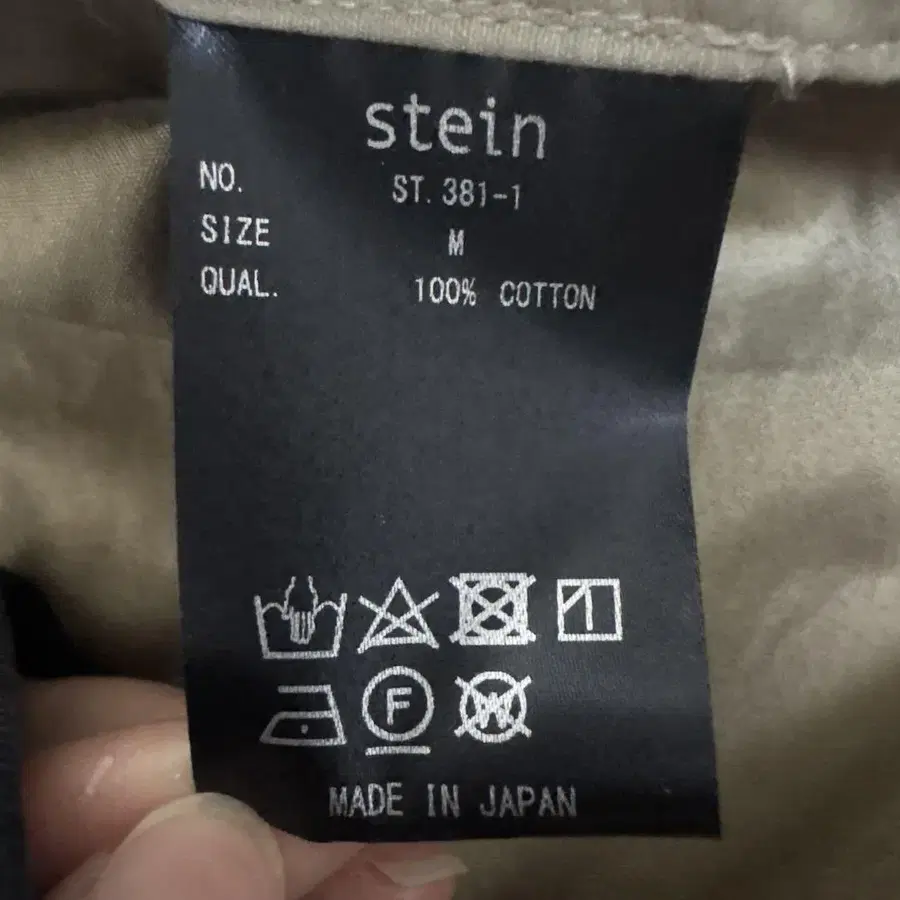 stein
NO. ST. 381-1
SIZE M
QUAL. 100% COTTON
F W
MADE IN JAPAN